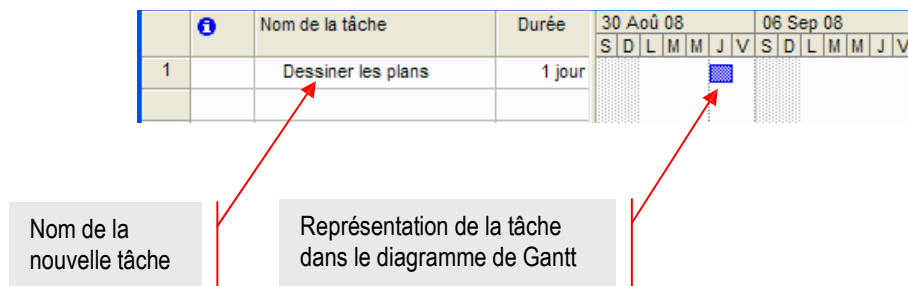 Nom de la tâche Durée 30 Aoû 08 06 Sep 08
S D L M M J V S D L M M J V
1 Dessiner les plans 1 jour
Nom de la
nouvelle tâche
Représentation de la tâche
dans le diagramme de Gantt